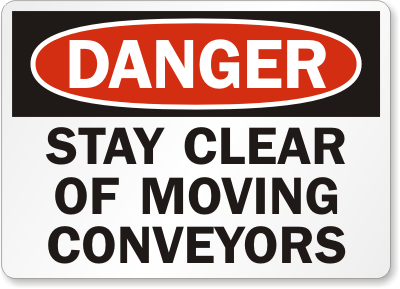 DANGER
STAY CLEAR
OF MOVING
CONVEYORS